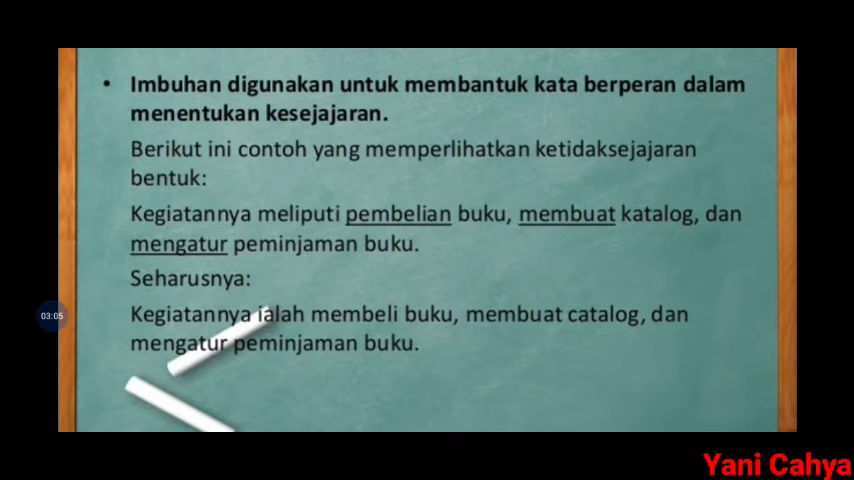 • Imbuhan digunakan untuk membantuk kata berperan dalam
menentukan kesejajaran.
Berikut ini contoh yang memperlihatkan ketidaksejajaran
bentuk:
Kegiatannya meliputi pembelian buku, membuat katalog, dan
mengatur peminjaman buku.
Seharusnya:
03:05
Kegiatannya ialah membeli buku, membuat catalog, dan
mengatur peminjaman buku.
Yani Cahya